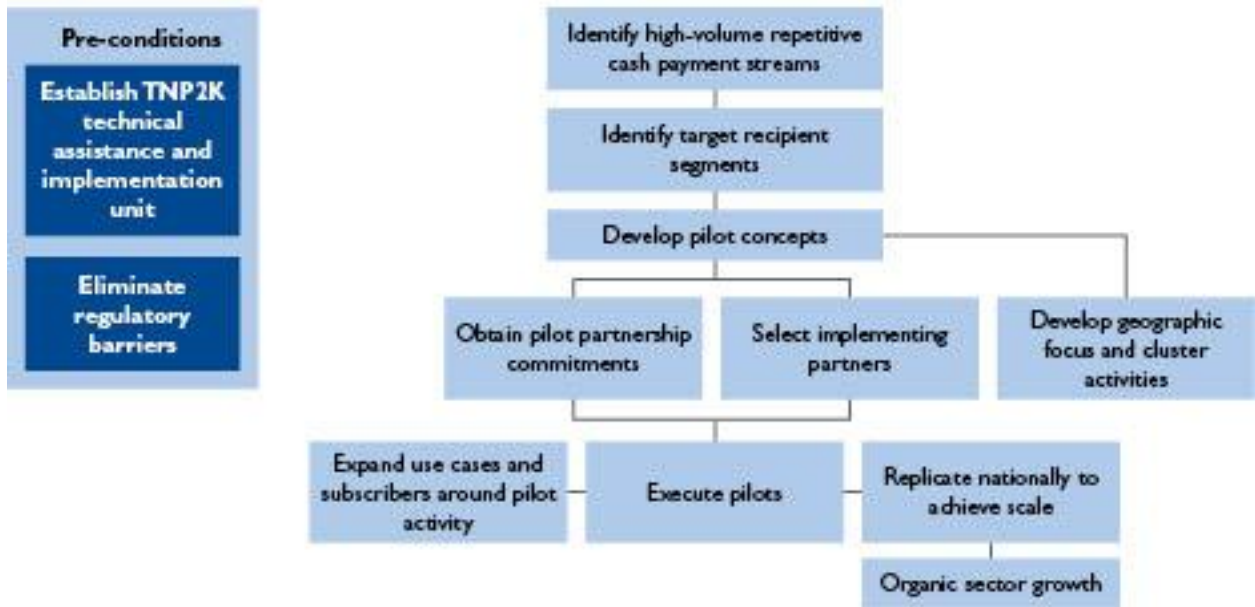 Pre-conditions
Establish TNP2K
technical
assistance and
implementation
unit
Eliminate
regulatory
barriers
Identify high-volume repetitive
cash payment streams
Identify target recipient
segments
Develop pilot concepts
Obtain pilot partnership
commitments
Select implementing
partners
Develop geographic
focus and cluster
activities
Expand use cases and
subscribers around pilot
activity
Execute pilots
Replicate nationally to
achieve scale
Organic sector growth